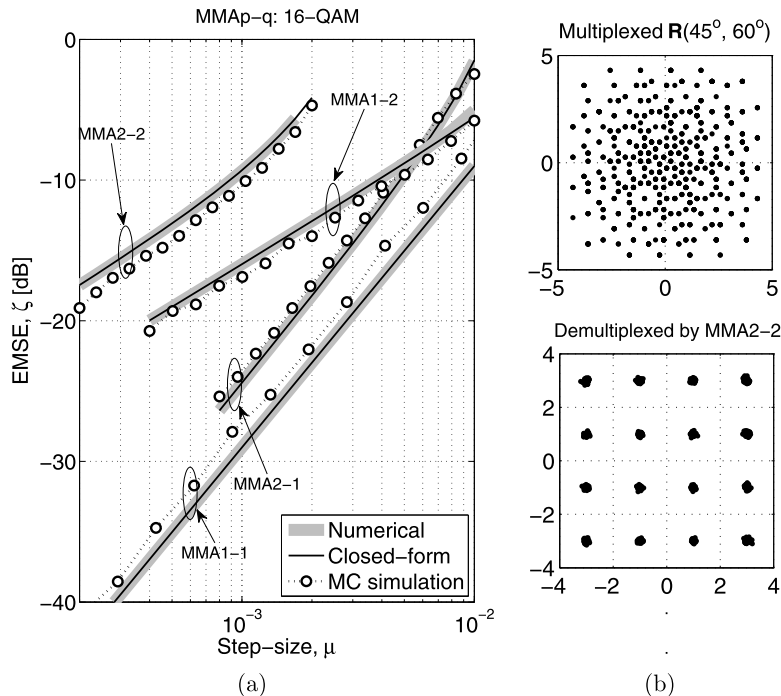 MMAp−q: 16−QAM
0
−10
−20
−30
−40
EMSE, ζ [dB]
MMA2−2
MMA1−2
MMA2−1
MMA1−1
Numerical
Closed−form
MC simulation
10⁻³
10⁻²
Step−size, μ
(a)
Multiplexed R(45°, 60°)
5
0
−5
−5
0
5
Demultiplexed by MMA2−2
4
2
0
−2
−4
−4
−2
0
2
4
(b)